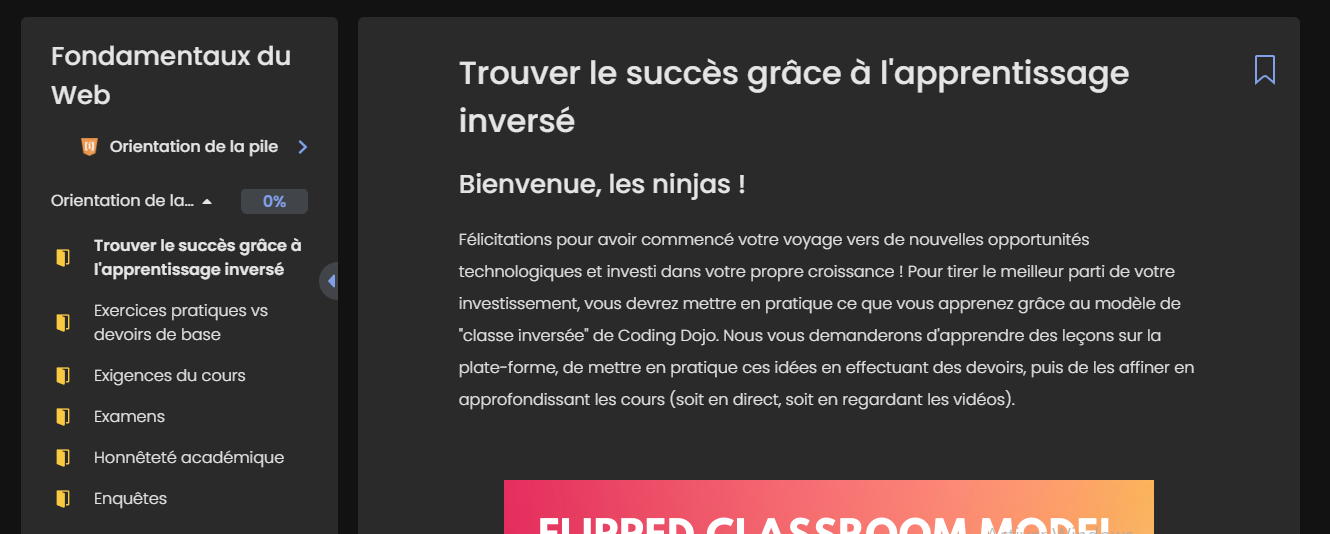 Fondamentaux du
Web
Orientation de la pile
Orientation de la...
0%
Trouver le succès grâce à
l'apprentissage inversé
Exercices pratiques vs
devoirs de base
Exigences du cours
Examens
Honnêteté académique
Enquêtes
Trouver le succès grâce à l'apprentissage
inversé
Bienvenue, les ninjas !
Félicitations pour avoir commencé votre voyage vers de nouvelles opportunités
technologiques et investi dans votre propre croissance ! Pour tirer le meilleur parti de votre
investissement, vous devrez mettre en pratique ce que vous apprenez grâce au modèle de
"classe inversée" de Coding Dojo. Nous vous demanderons d'apprendre des leçons sur la
plate-forme, de mettre en pratique ces idées en effectuant des devoirs, puis de les affiner en
approfondissant les cours (soit en direct, soit en regardant les vidéos).
FLIPPED CLASSROOM MODEL